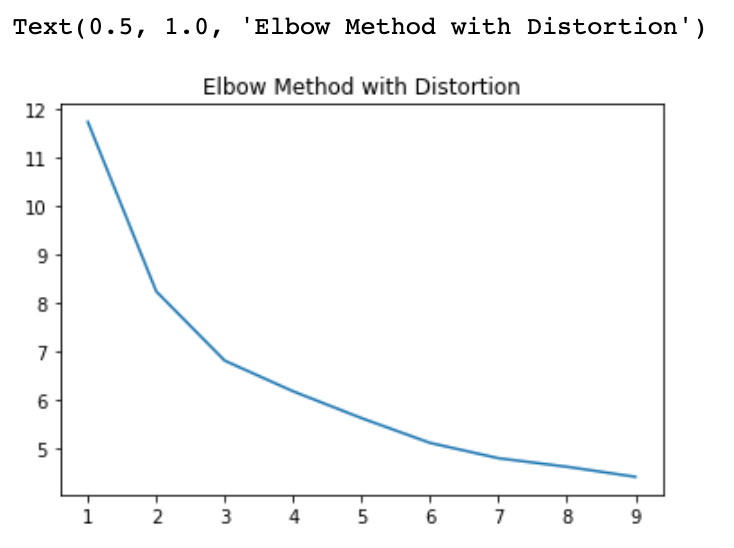 Text(0.5, 1.0, 'Elbow Method with Distortion')
Elbow Method with Distortion
12
11
10
9
8
7
6
5
1 2 3 4 5 6 7 8 9